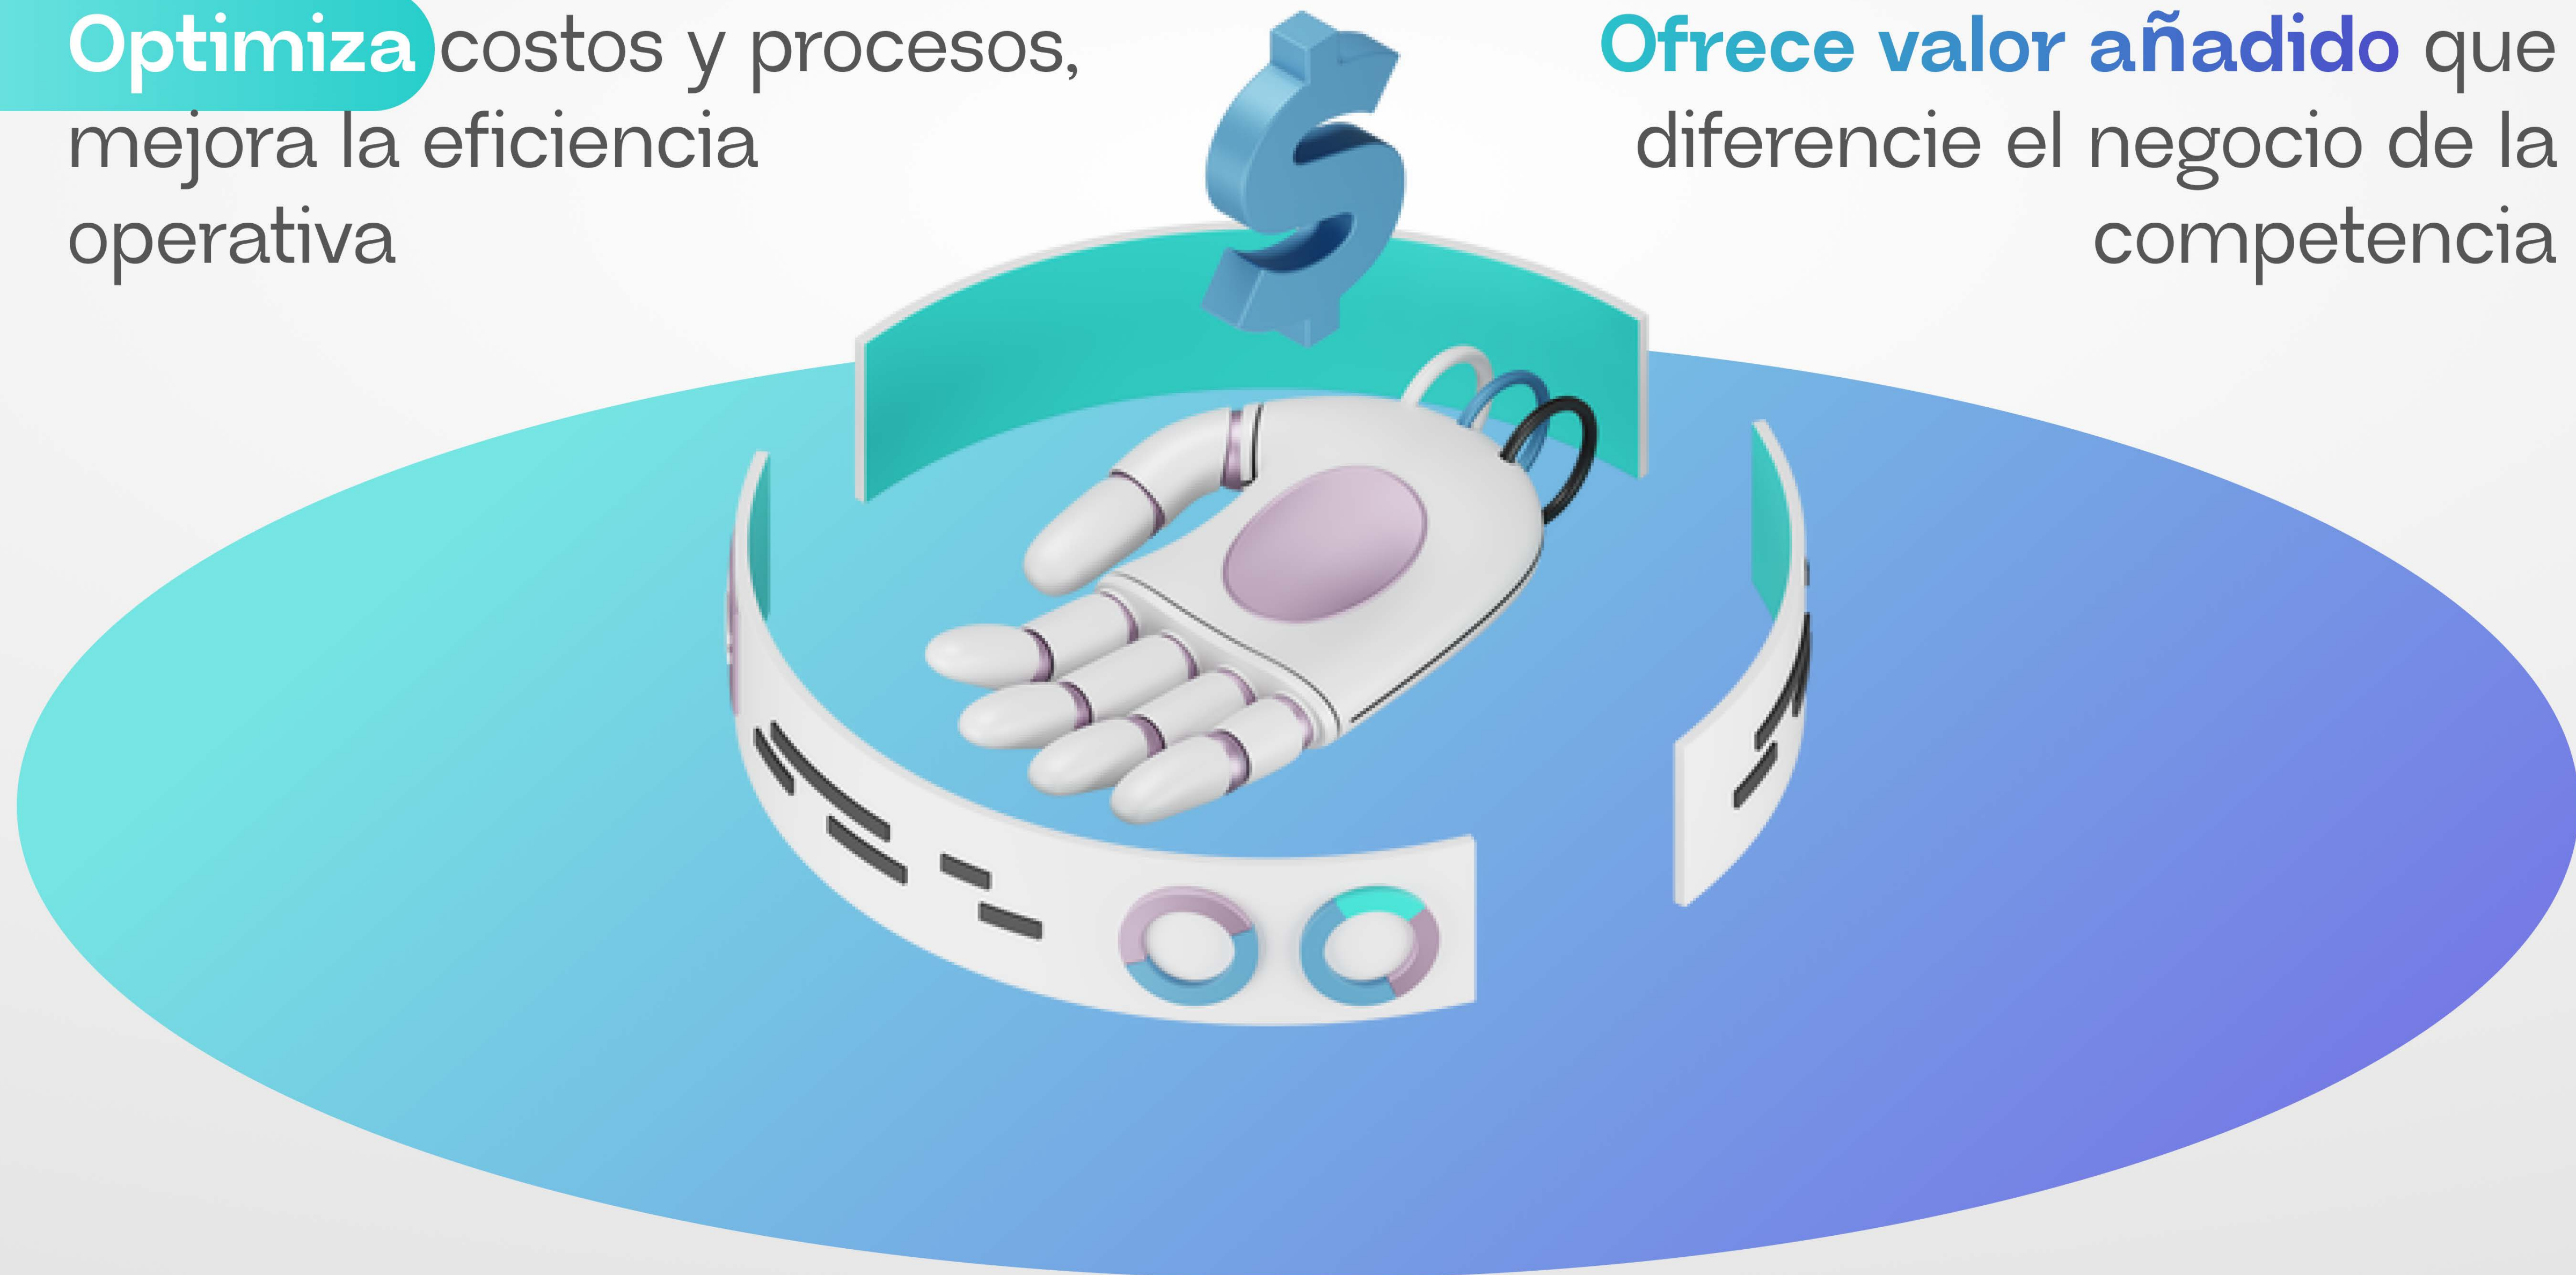 Optimiza costos y procesos,
mejora la eficiencia
operativa
Ofrece valor añadido que
diferencie el negocio de la
competencia
$